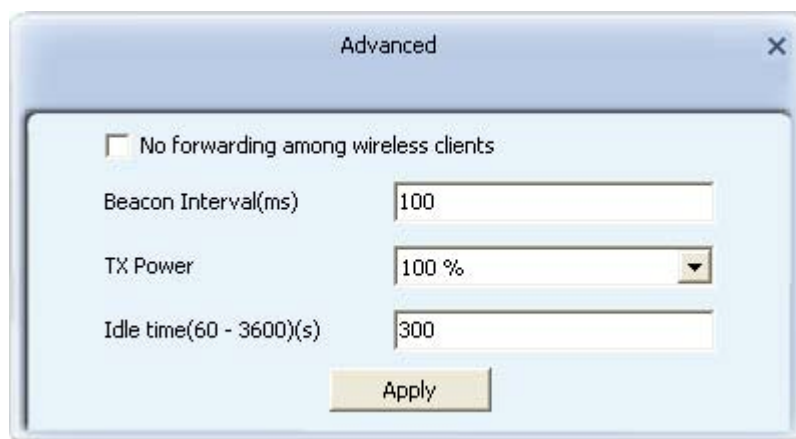 Advanced
No forwarding among wireless clients
Beacon Interval(ms) 100
TX Power 100 %
Idle time(60 - 3600)(s) 300
Apply